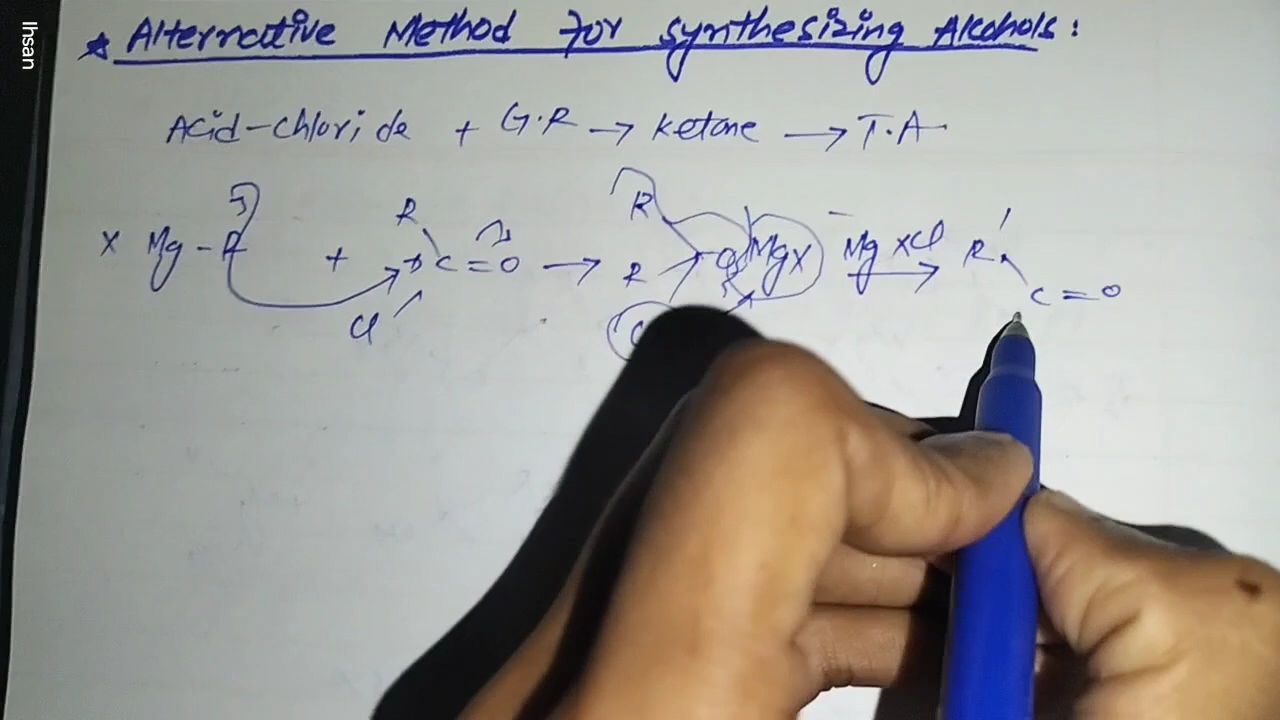 Ihsan
* Alternative Method For synthesizing Alcohols:
Acid-chloride + G.R → Ketone → T.A
R R R'
X Mg - R + C = O → R O MgX MgXCl → R C = O
Cl